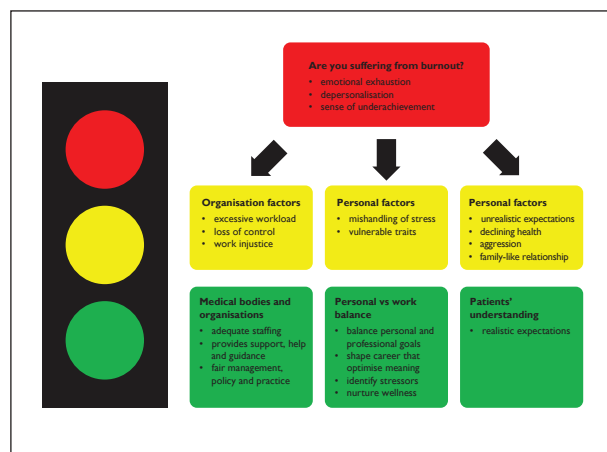 Are you suffering from burnout?
• emotional exhaustion
• depersonalisation
• sense of underachievement
Organisation factors
• excessive workload
• loss of control
• work injustice
Personal factors
• mishandling of stress
• vulnerable traits
Personal factors
• unrealistic expectations
• declining health
• aggression
• family-like relationship
Medical bodies and
organisations
• adequate staffing
• provides support, help
and guidance
• fair management,
policy and practice
Personal vs work
balance
• balance personal and
professional goals
• shape career that
optimise meaning
• identify stressors
• nurture wellness
Patients'
understanding
• realistic expectations